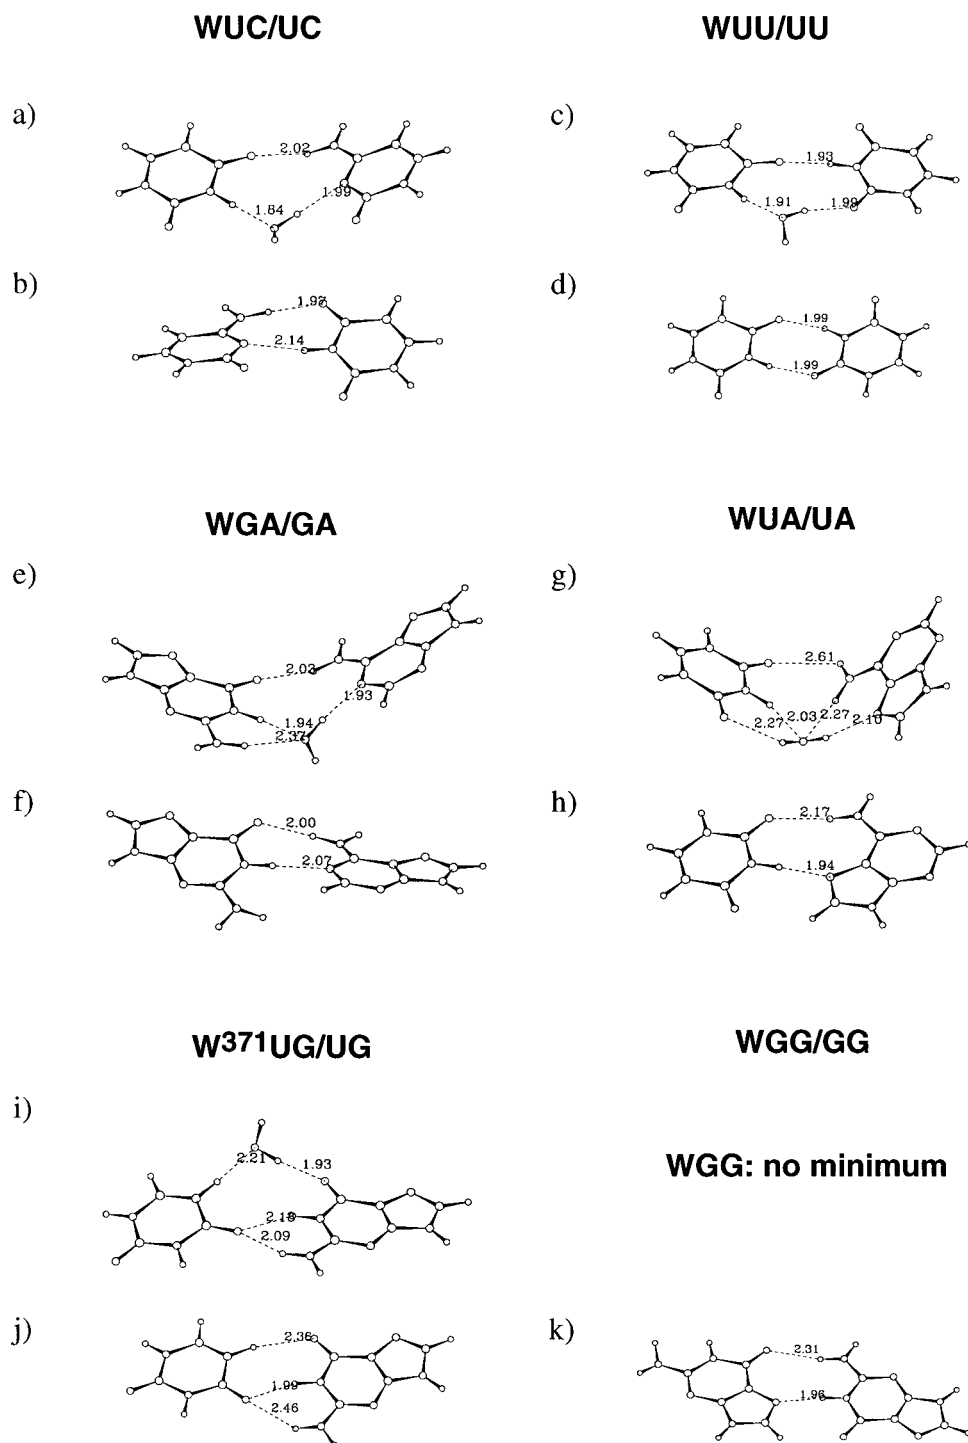 WUC/UC
WUU/UU
a)
2.02
1.99
1.84
c)
1.93
1.91
1.99
b)
1.97
2.14
d)
1.99
1.99
WGA/GA
WUA/UA
e)
2.03
1.93
1.94
2.37
g)
2.61
2.27
2.03
2.27
2.10
f)
2.00
2.07
h)
2.17
1.94
W371UG/UG
WGG/GG
i)
2.21
1.93
2.18
2.09
WGG: no minimum
j)
2.36
1.99
2.46
k)
2.31
1.96